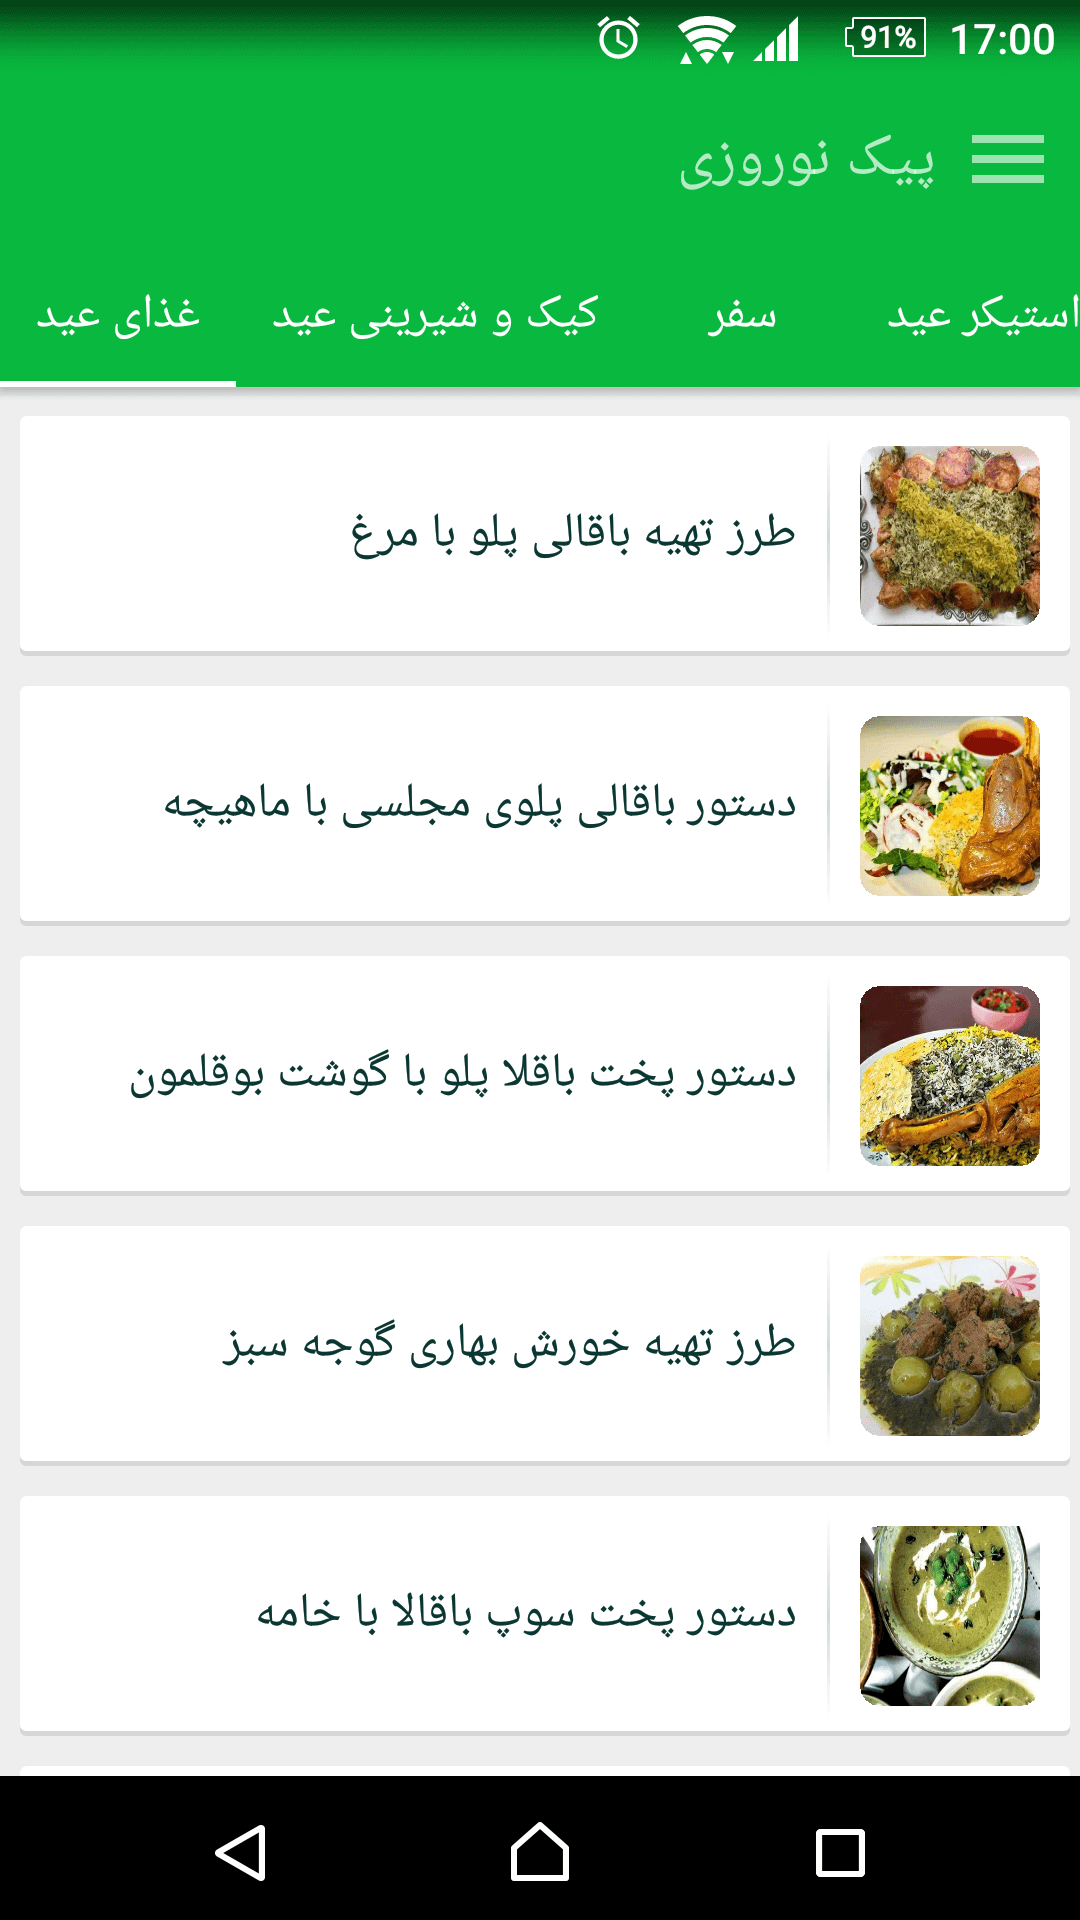 91% 17:00
پیک نوروزی
استیکر عید سفر کیک و شیرینی عید غذای عید
طرز تهیه باقالی پلو با مرغ
دستور باقالی پلوی مجلسی با ماهیچه
دستور پخت باقلا پلو با گوشت بوقلمون
طرز تهیه خورش بهاری گوجه سبز
دستور پخت سوپ باقالا با خامه